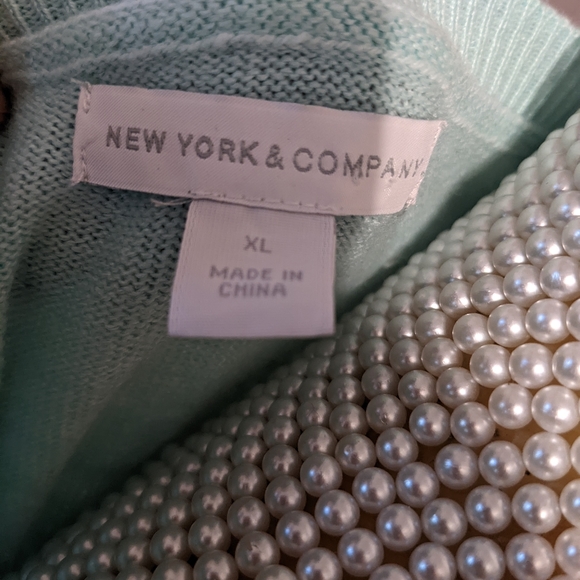 NEW YORK & COMPANY
XL
MADE IN
CHINA